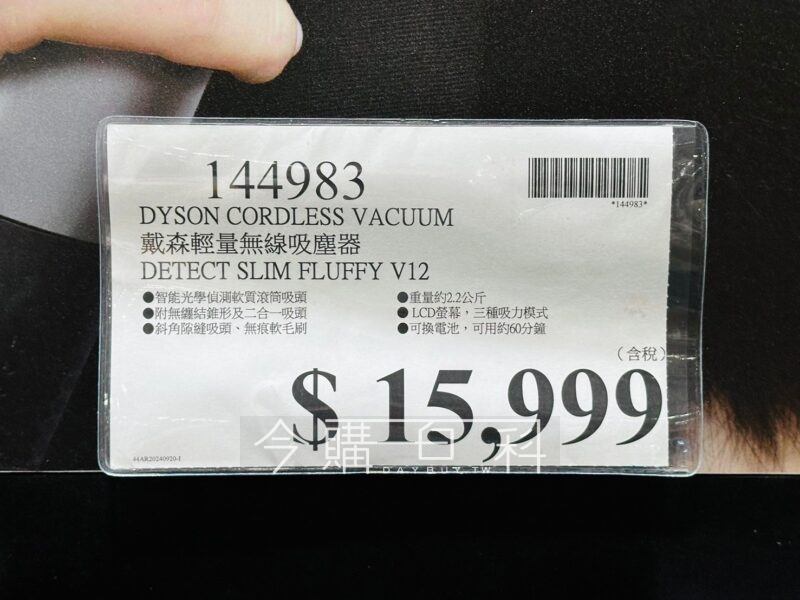 144983
*144983*
DYSON CORDLESS VACUUM
戴森輕量無線吸塵器
DETECT SLIM FLUFFY V12
●智能光學偵測軟質滾筒吸頭
●附無纏結錐形及二合一吸頭
●斜角隙縫吸頭、無痕軟毛刷
●重量約2.2公斤
●LCD螢幕，三種吸力模式
●可換電池，可用約60分鐘
（含稅）
$ 15,999
今購百科
DAYBUY.TW
44AR20240920-1